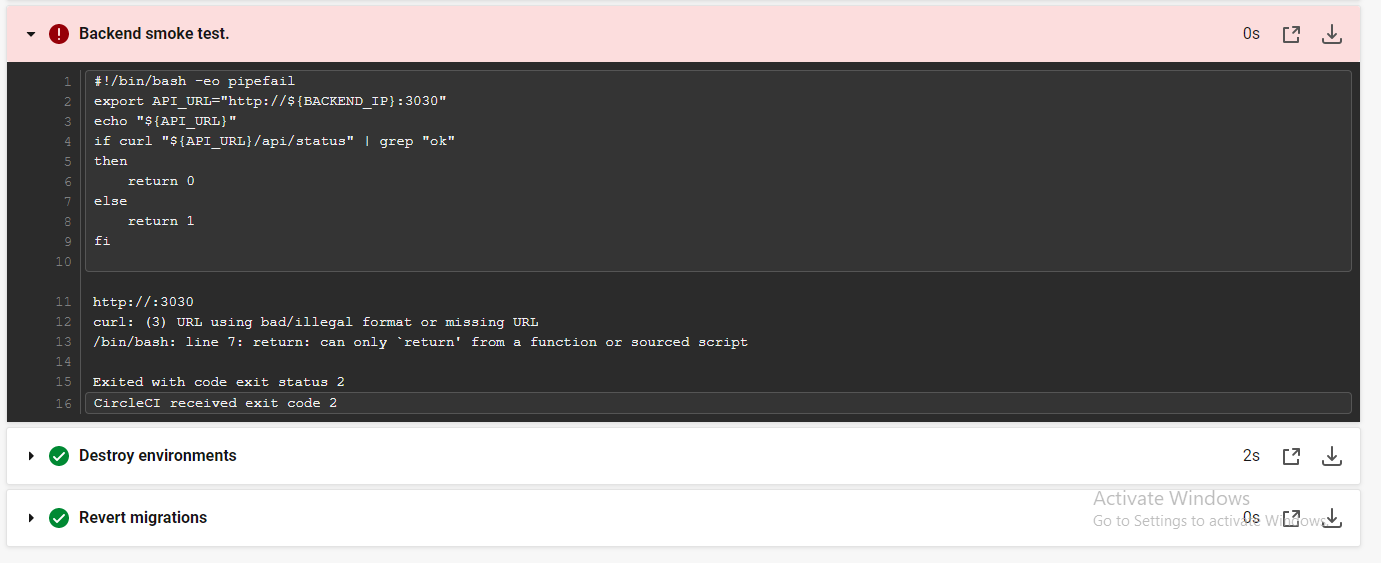 Backend smoke test. 0s
1 #!/bin/bash -eo pipefail
2 export API_URL="http://${BACKEND_IP}:3030"
3 echo "${API_URL}"
4 if curl "${API_URL}/api/status" | grep "ok"
5 then
6     return 0
7 else
8     return 1
9 fi
10
11 http://:3030
12 curl: (3) URL using bad/illegal format or missing URL
13 /bin/bash: line 7: return: can only `return' from a function or sourced script
14
15 Exited with code exit status 2
16 CircleCI received exit code 2
Destroy environments 2s
Activate Windows
Revert migrations 0s
Go to Settings to activate Windows.